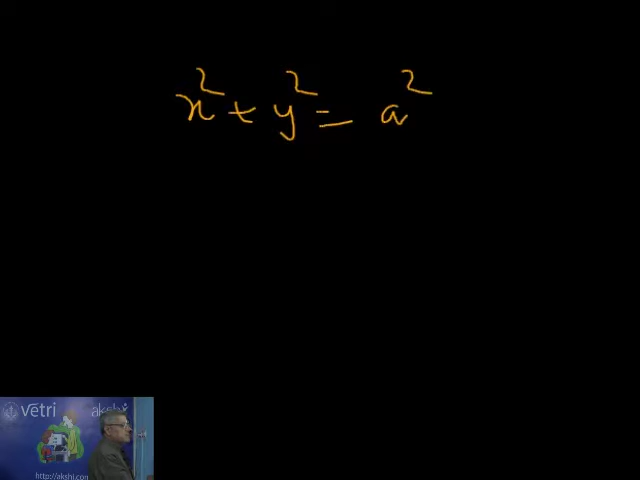 x² + y² = a²
vetri akshi
http://akshi.com